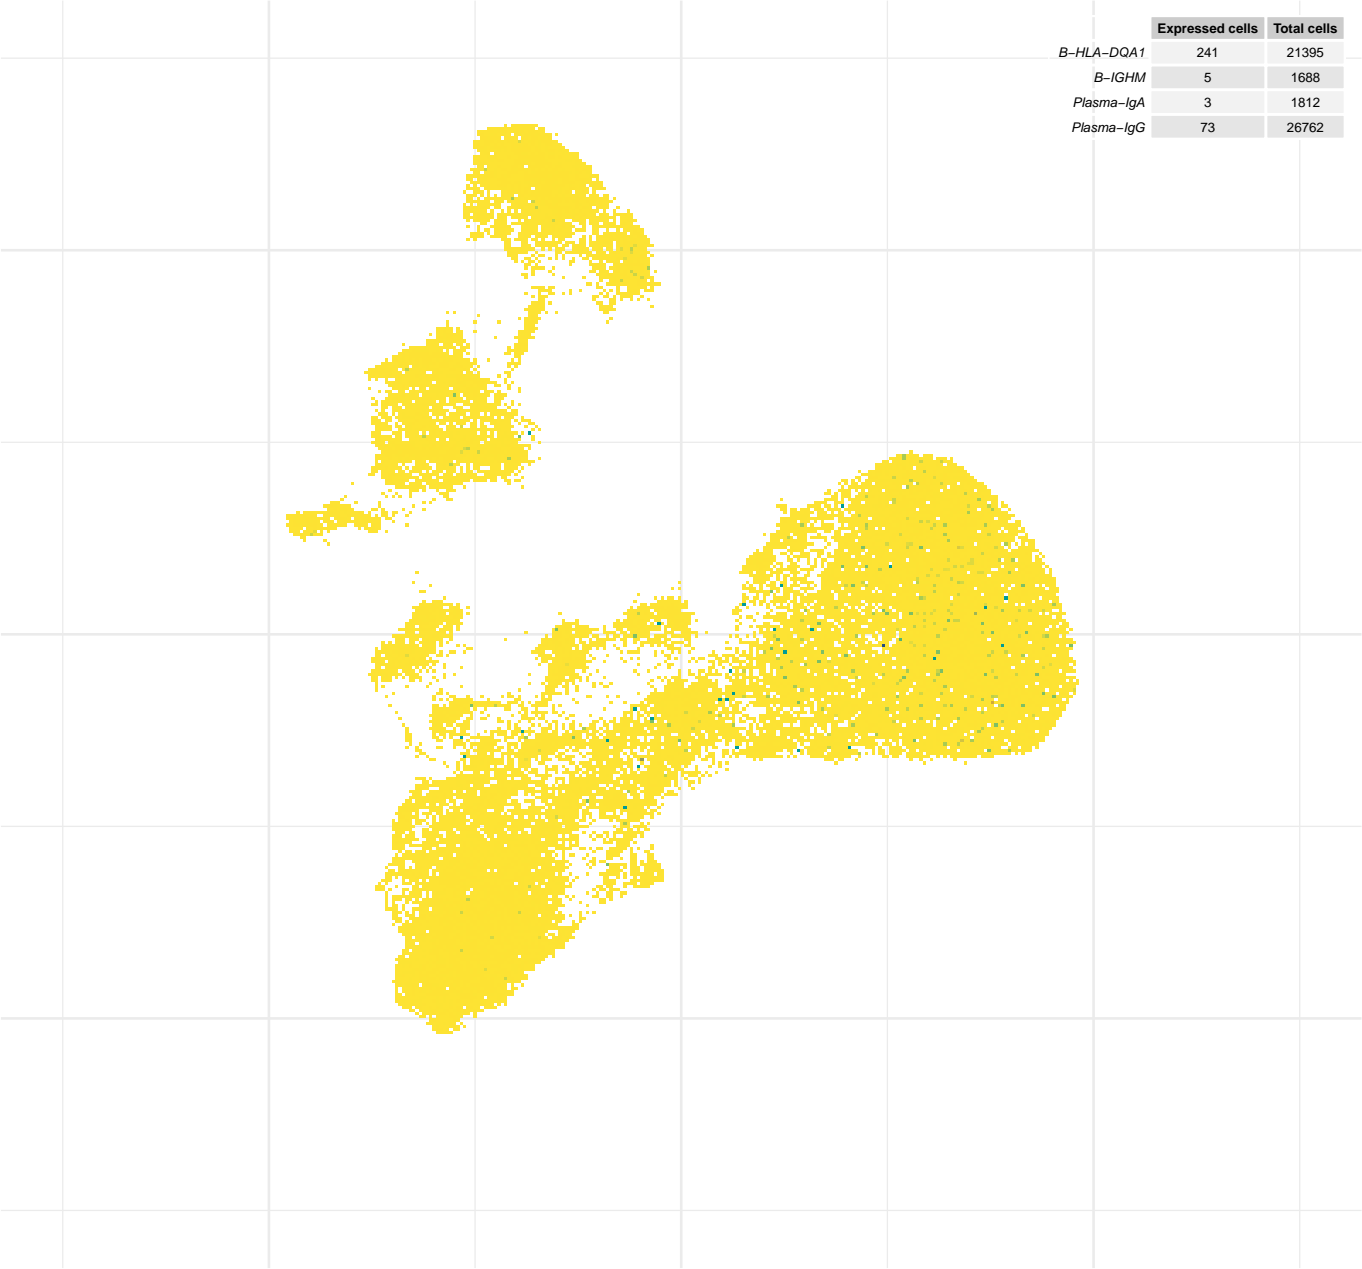 Expressed cells Total cells
B−HLA−DQA1 241 21395
B−IGHM 5 1688
Plasma−IgA 3 1812
Plasma−IgG 73 26762